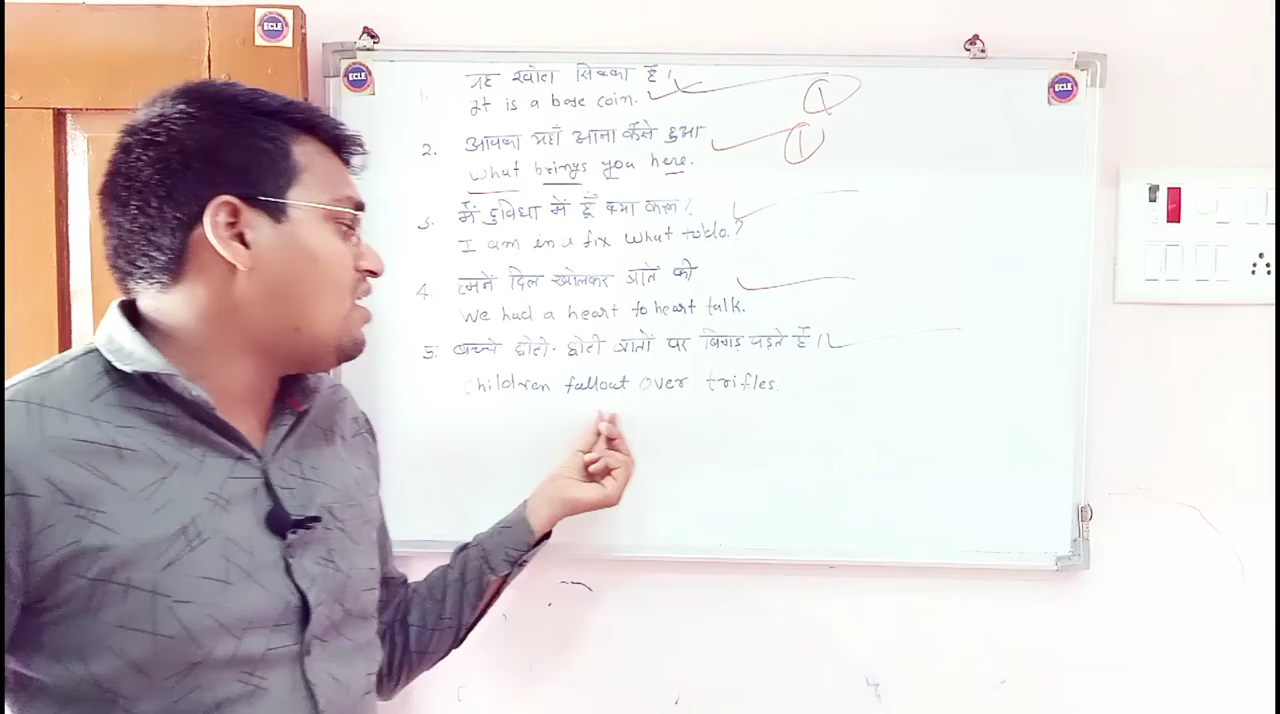 ECLE
ECLE
ECLE
1. यह खोटा सिक्का है।
It is a base coin.
1
2. आपका यहाँ आना कैसे हुआ
1
what brings you here.
3. मैं दुविधा में हूँ क्या करूँ?
I am in a fix what to do.?
4. हमनें दिल खोलकर बातें की
We had a heart to heart talk.
5. बच्चे छोटी-छोटी बातों पर बिगड़ पड़ते हैं।
Children fallout over trifles.